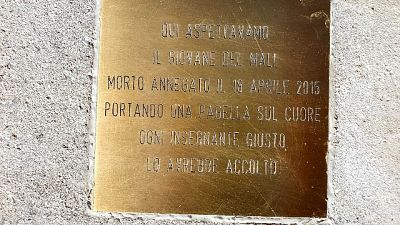 QUI ASPETTAVAMO
IL GIOVANE DEL MALI
MORTO ANNEGATO IL 18 APRILE 2015
PORTANDO UNA PAGELLA SUL CUORE
OGNI INSEGNANTE GIUSTO
LO AVREBBE ACCOLTO